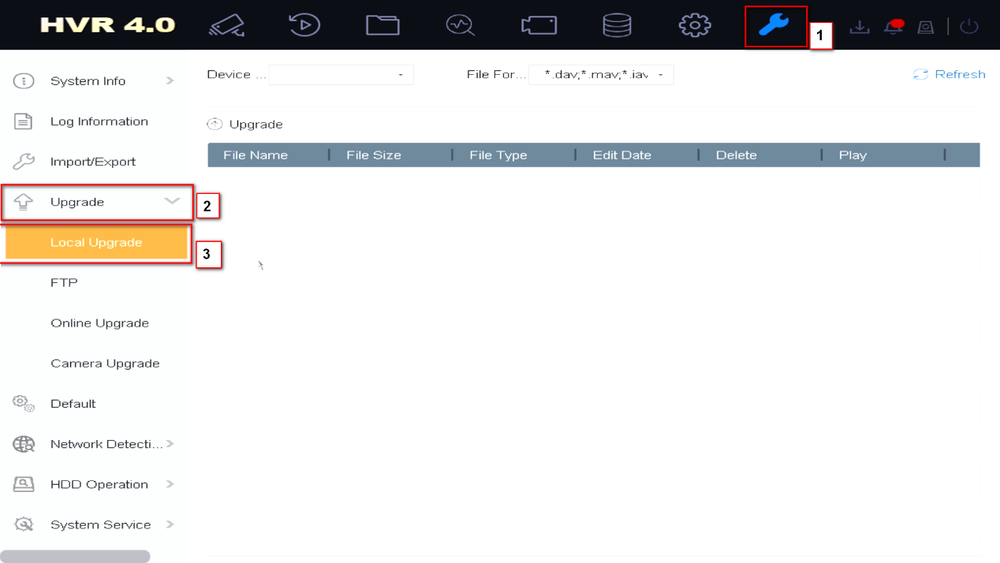 HVR 4.0
1
System Info
Device ...
File For... *.dav;*.mav;*.iav
Refresh
Log Information
Upgrade
File Name File Size File Type Edit Date Delete Play
Import/Export
Upgrade
2
Local Upgrade
3
FTP
Online Upgrade
Camera Upgrade
Default
Network Detecti...
HDD Operation
System Service